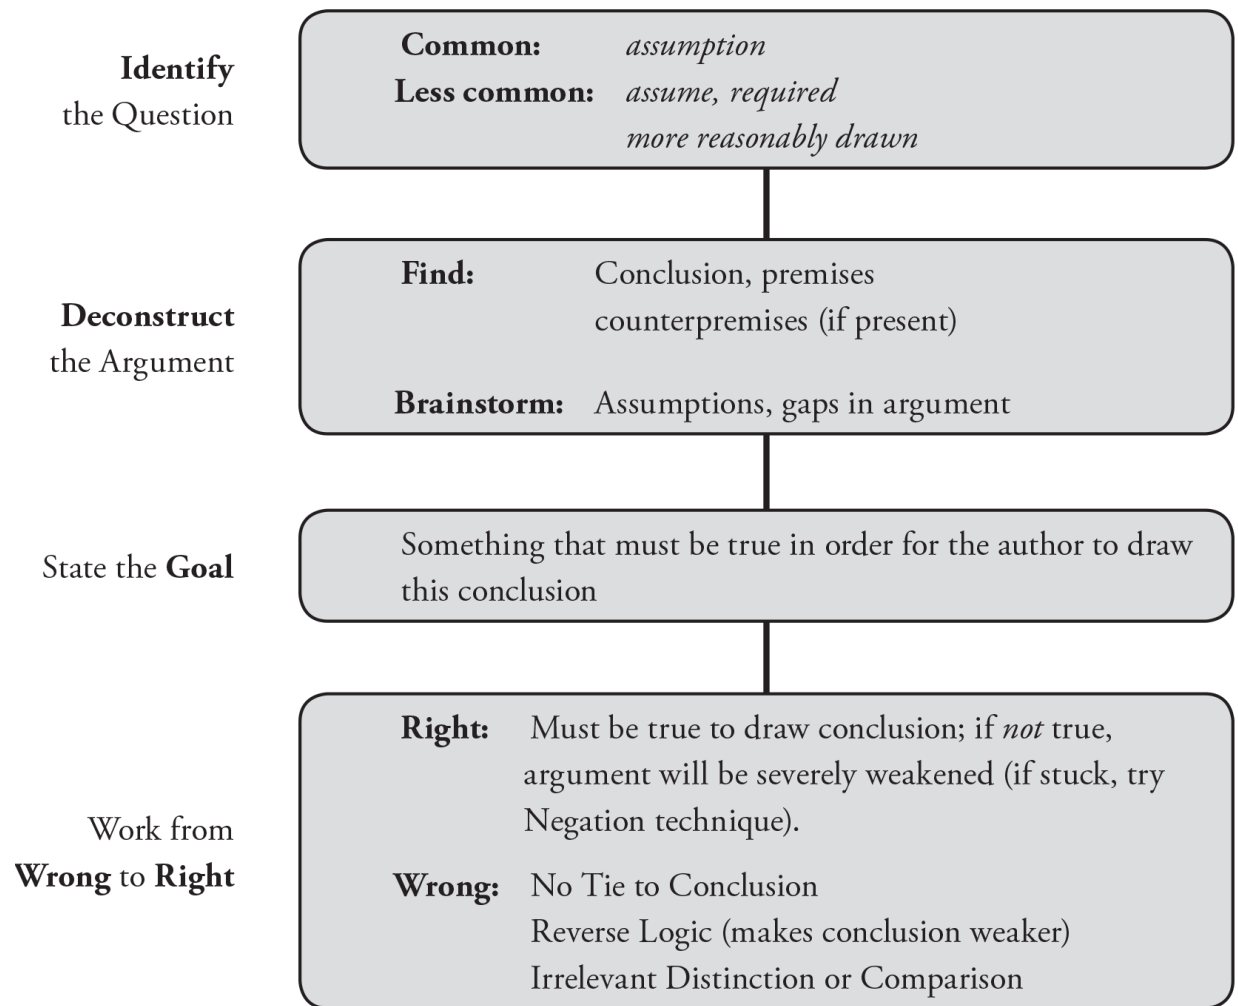 Identify
the Question
Common: assumption
Less common: assume, required
more reasonably drawn
Deconstruct
the Argument
Find: Conclusion, premises
counterpremises (if present)
Brainstorm: Assumptions, gaps in argument
State the Goal
Something that must be true in order for the author to draw
this conclusion
Work from
Wrong to Right
Right: Must be true to draw conclusion; if not true,
argument will be severely weakened (if stuck, try
Negation technique).
Wrong: No Tie to Conclusion
Reverse Logic (makes conclusion weaker)
Irrelevant Distinction or Comparison